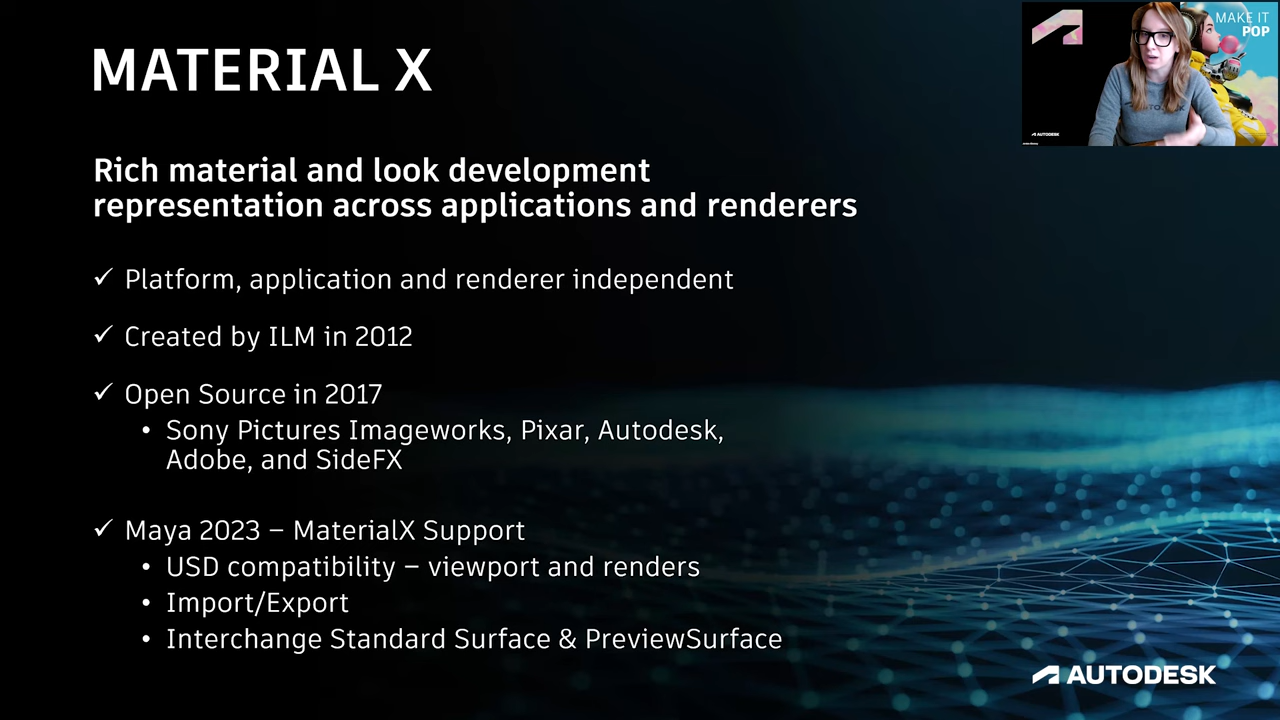 MATERIAL X
MAKE IT
POP
AUTODESK
AUTODESK
Rich material and look development
representation across applications and renderers
✓ Platform, application and renderer independent
✓ Created by ILM in 2012
✓ Open Source in 2017
• Sony Pictures Imageworks, Pixar, Autodesk,
Adobe, and SideFX
✓ Maya 2023 – MaterialX Support
• USD compatibility – viewport and renders
• Import/Export
• Interchange Standard Surface & PreviewSurface
AUTODESK